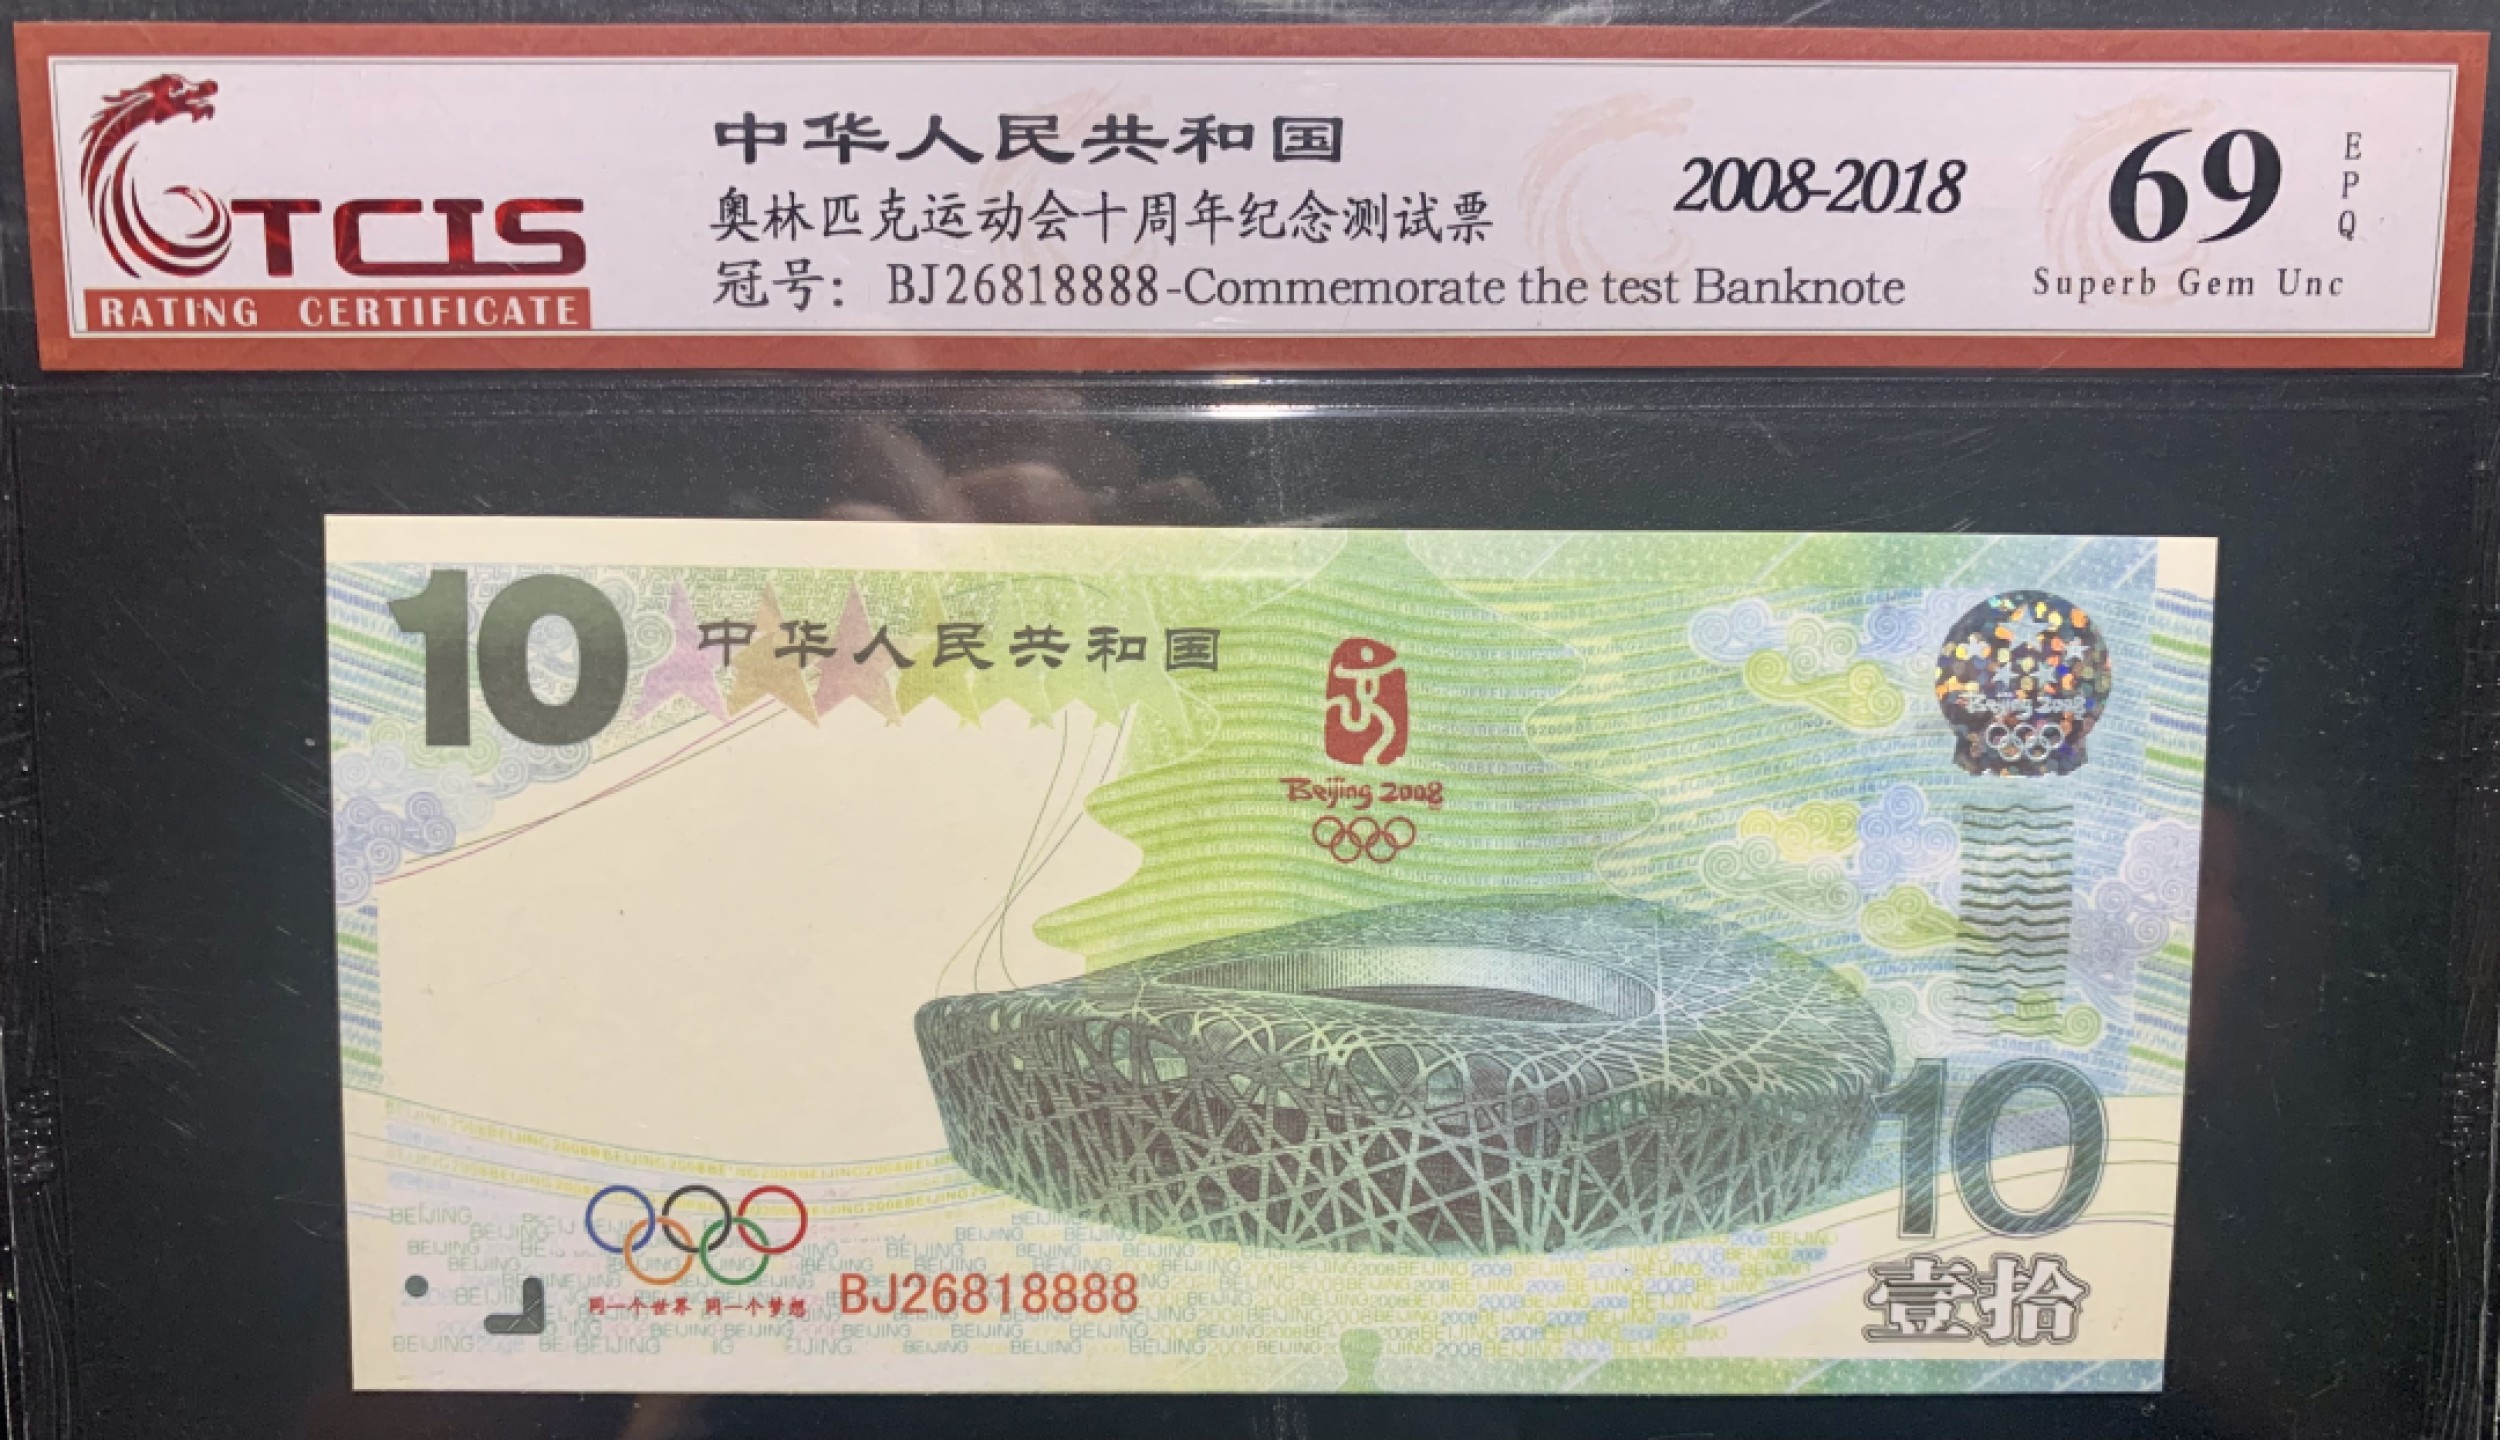 TCIS
RATING CERTIFICATE
中华人民共和国
奥林匹克运动会十周年纪念测试票
冠号：BJ26818888-Commemorate the test Banknote
2008-2018
69
EPQ
Superb Gem Unc
10
中华人民共和国
Beijing 2008
Beijing 2008
同一个世界 同一个梦想
BJ26818888
10
壹拾